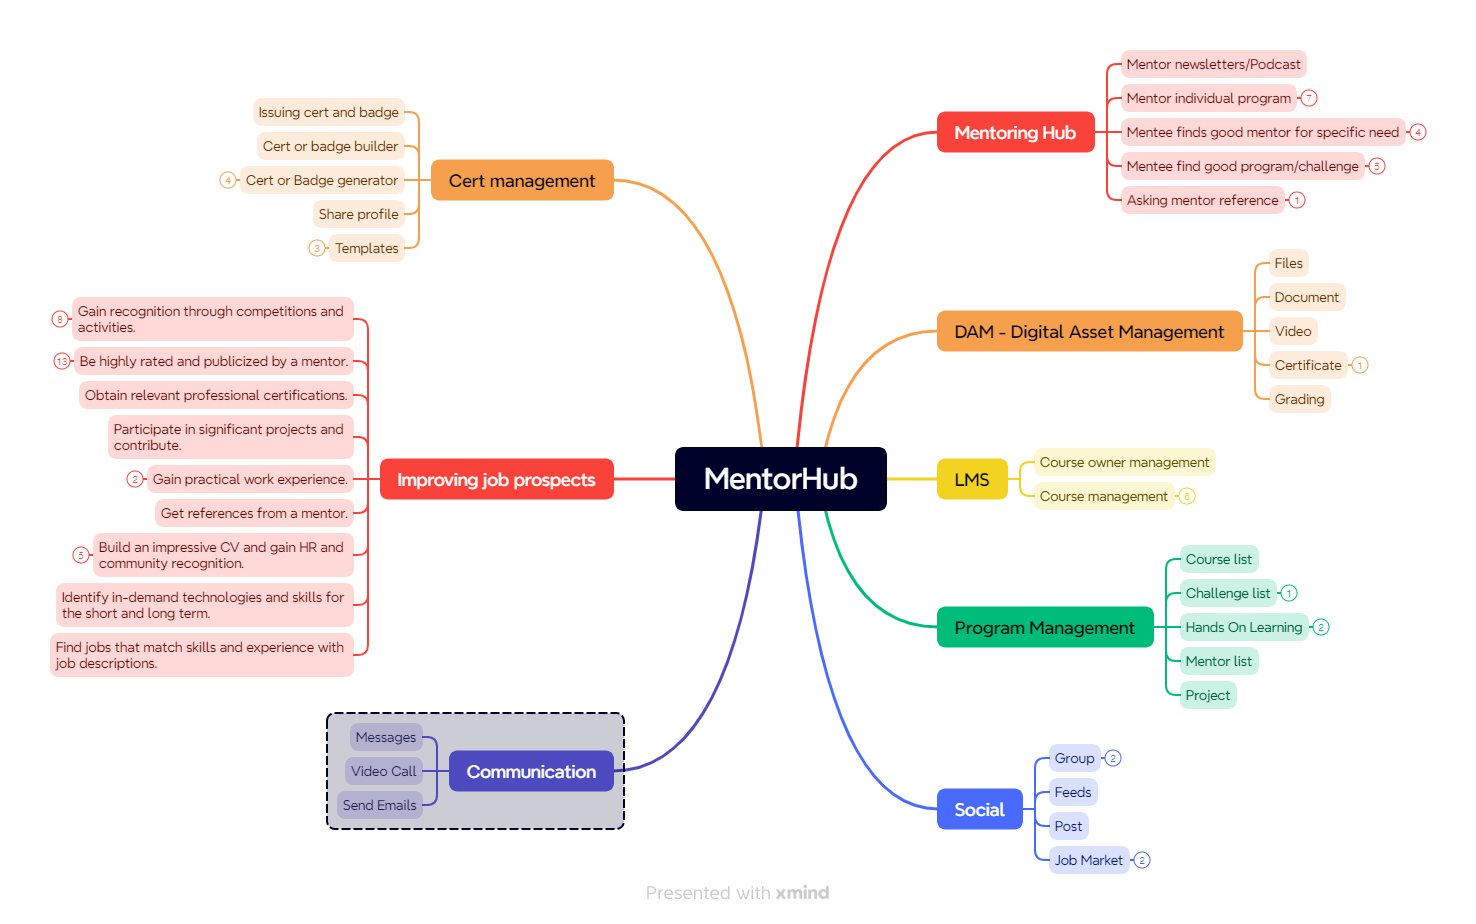 Issuing cert and badge
Cert or badge builder
4
Cert or Badge generator
Share profile
3
Templates
Cert management
8
Gain recognition through competitions and
activities.
13
Be highly rated and publicized by a mentor.
Obtain relevant professional certifications.
Participate in significant projects and
contribute.
2
Gain practical work experience.
Get references from a mentor.
5
Build an impressive CV and gain HR and
community recognition.
Identify in-demand technologies and skills for
the short and long term.
Find jobs that match skills and experience with
job descriptions.
Improving job prospects
Messages
Video Call
Send Emails
Communication
MentorHub
Mentoring Hub
Mentor newsletters/Podcast
Mentor individual program
7
Mentee finds good mentor for specific need
4
Mentee find good program/challenge
5
Asking mentor reference
1
DAM - Digital Asset Management
Files
Document
Video
Certificate
1
Grading
LMS
Course owner management
Course management
6
Program Management
Course list
Challenge list
1
Hands On Learning
2
Mentor list
Project
Social
Group
2
Feeds
Post
Job Market
2
Presented with xmind